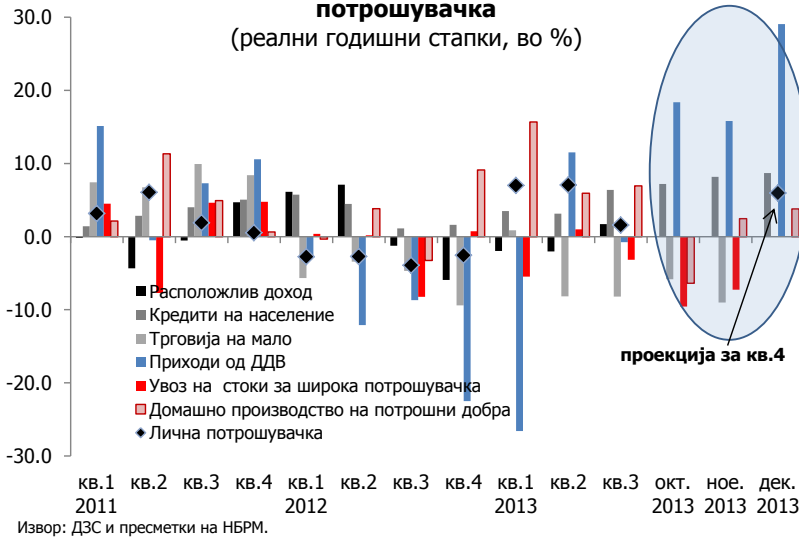 потрошувачка
(реални годишни стапки, во %)
30.0
20.0
10.0
0.0
-10.0
-20.0
-30.0
Расположлив доход
Кредити на население
Трговија на мало
Приходи од ДДВ
Увоз на стоки за широка потрошувачка
Домашно производство на потрошни добра
Лична потрошувачка
проекција за кв.4
кв.1 кв.2 кв.3 кв.4 кв.1 кв.2 кв.3 кв.4 кв.1 кв.2 кв.3 окт. ное. дек.
2011 2012 2013 2013 2013 2013
Извор: ДЗС и пресметки на НБРМ.